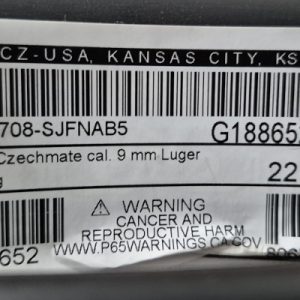 CZ-USA, KANSAS CITY, KS
708-SJFNAB5 G18865
Czechmate cal. 9 mm Luger
g 22
WARNING
CANCER AND
REPRODUCTIVE HARM
WWW.P65WARNINGS.CA.GOV
652